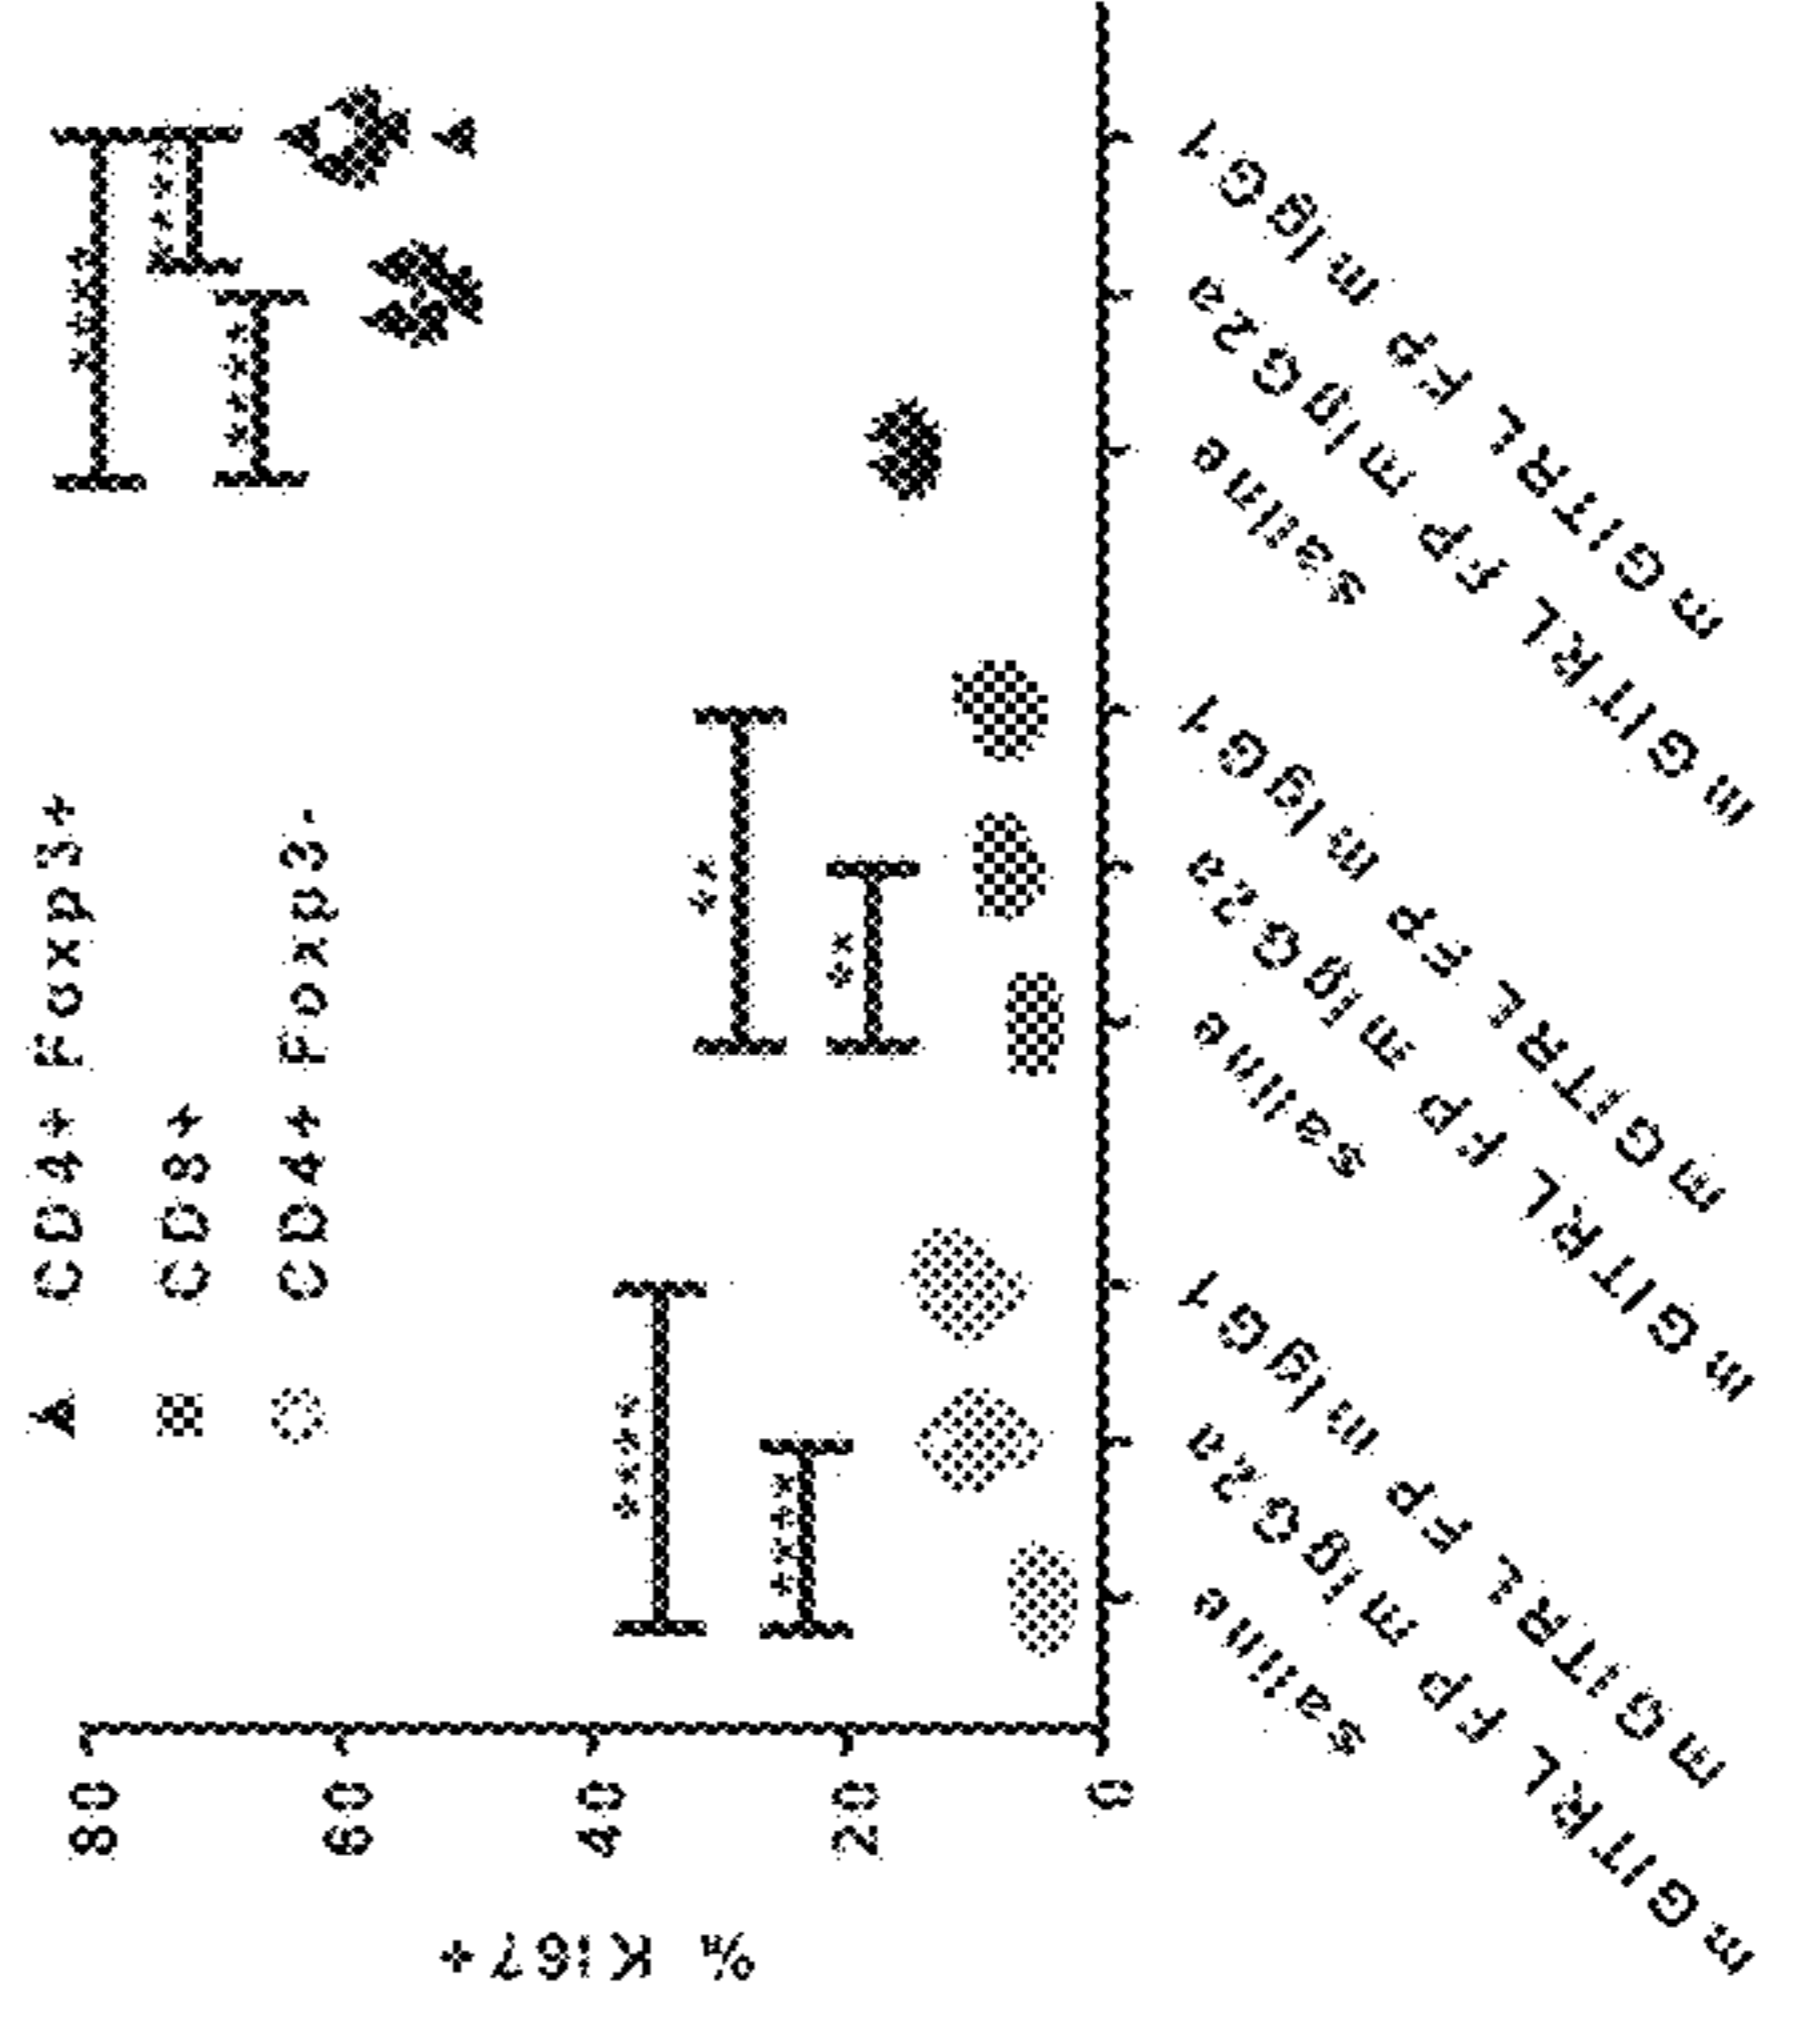 ▲ CD4+ Foxp3+
CD8+
CD4+ Foxp3-
% Ki67+
80
60
40
20
0
****
****
**
**
****
****
****
saline
mGITRL FP mIgG2a
mGITRL FP mIgG1
saline
mGITRL FP mIgG2a
mGITRL FP mIgG1
saline
mGITRL FP mIgG2a
mGITRL FP mIgG1